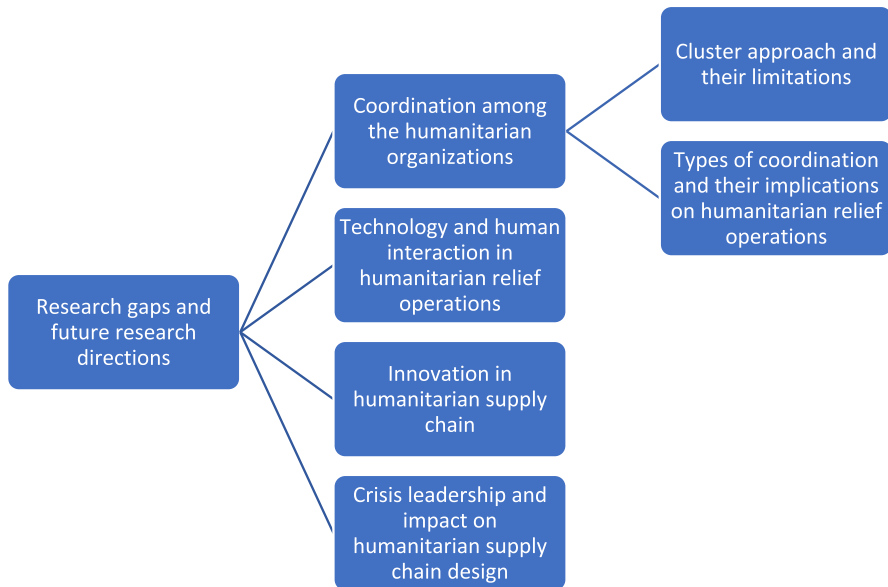 Research gaps and
future research
directions
Coordination among
the humanitarian
organizations
Cluster approach and
their limitations
Types of coordination
and their implications
on humanitarian relief
operations
Technology and human
interaction in
humanitarian relief
operations
Innovation in
humanitarian supply
chain
Crisis leadership and
impact on
humanitarian supply
chain design